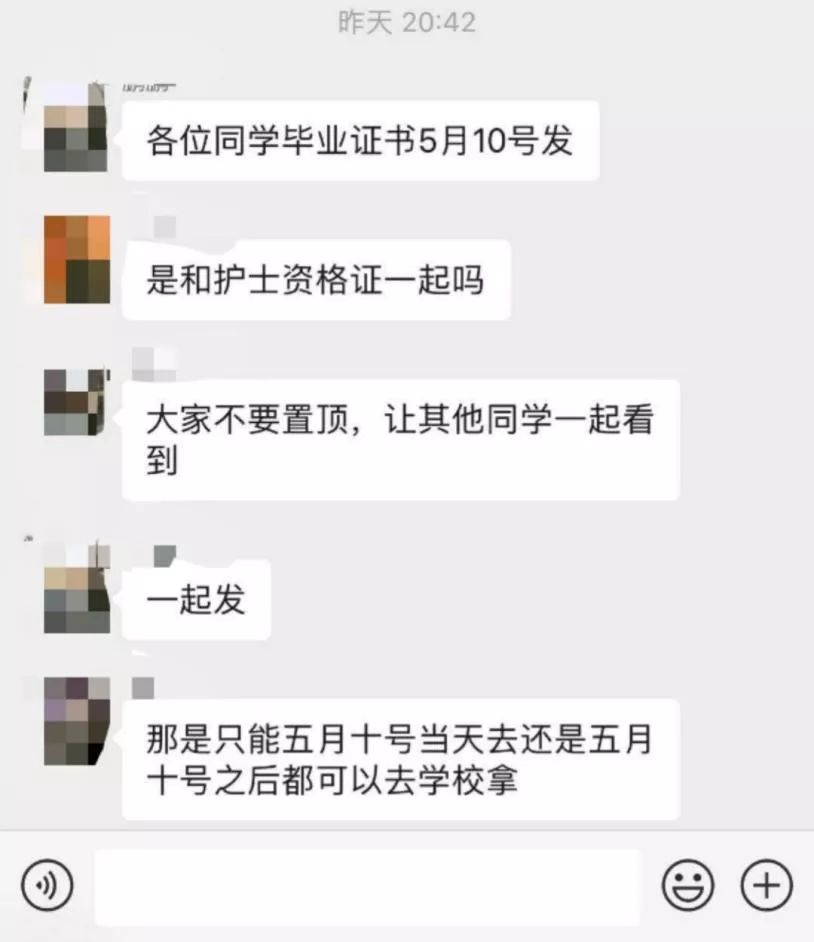 昨天 20:42
各位同学毕业证书5月10号发
是和护士资格证一起吗
大家不要置顶，让其他同学一起看
到
一起发
那是只能五月十号当天去还是五月
十号之后都可以去学校拿